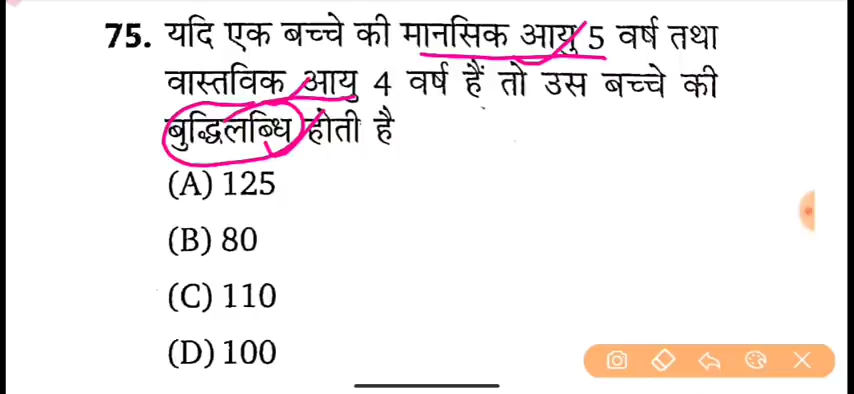 75. यदि एक बच्चे की मानसिक आयु 5 वर्ष तथा
वास्तविक आयु 4 वर्ष हैं तो उस बच्चे की
बुद्धिलब्धि होती है
(A) 125
(B) 80
(C) 110
(D) 100